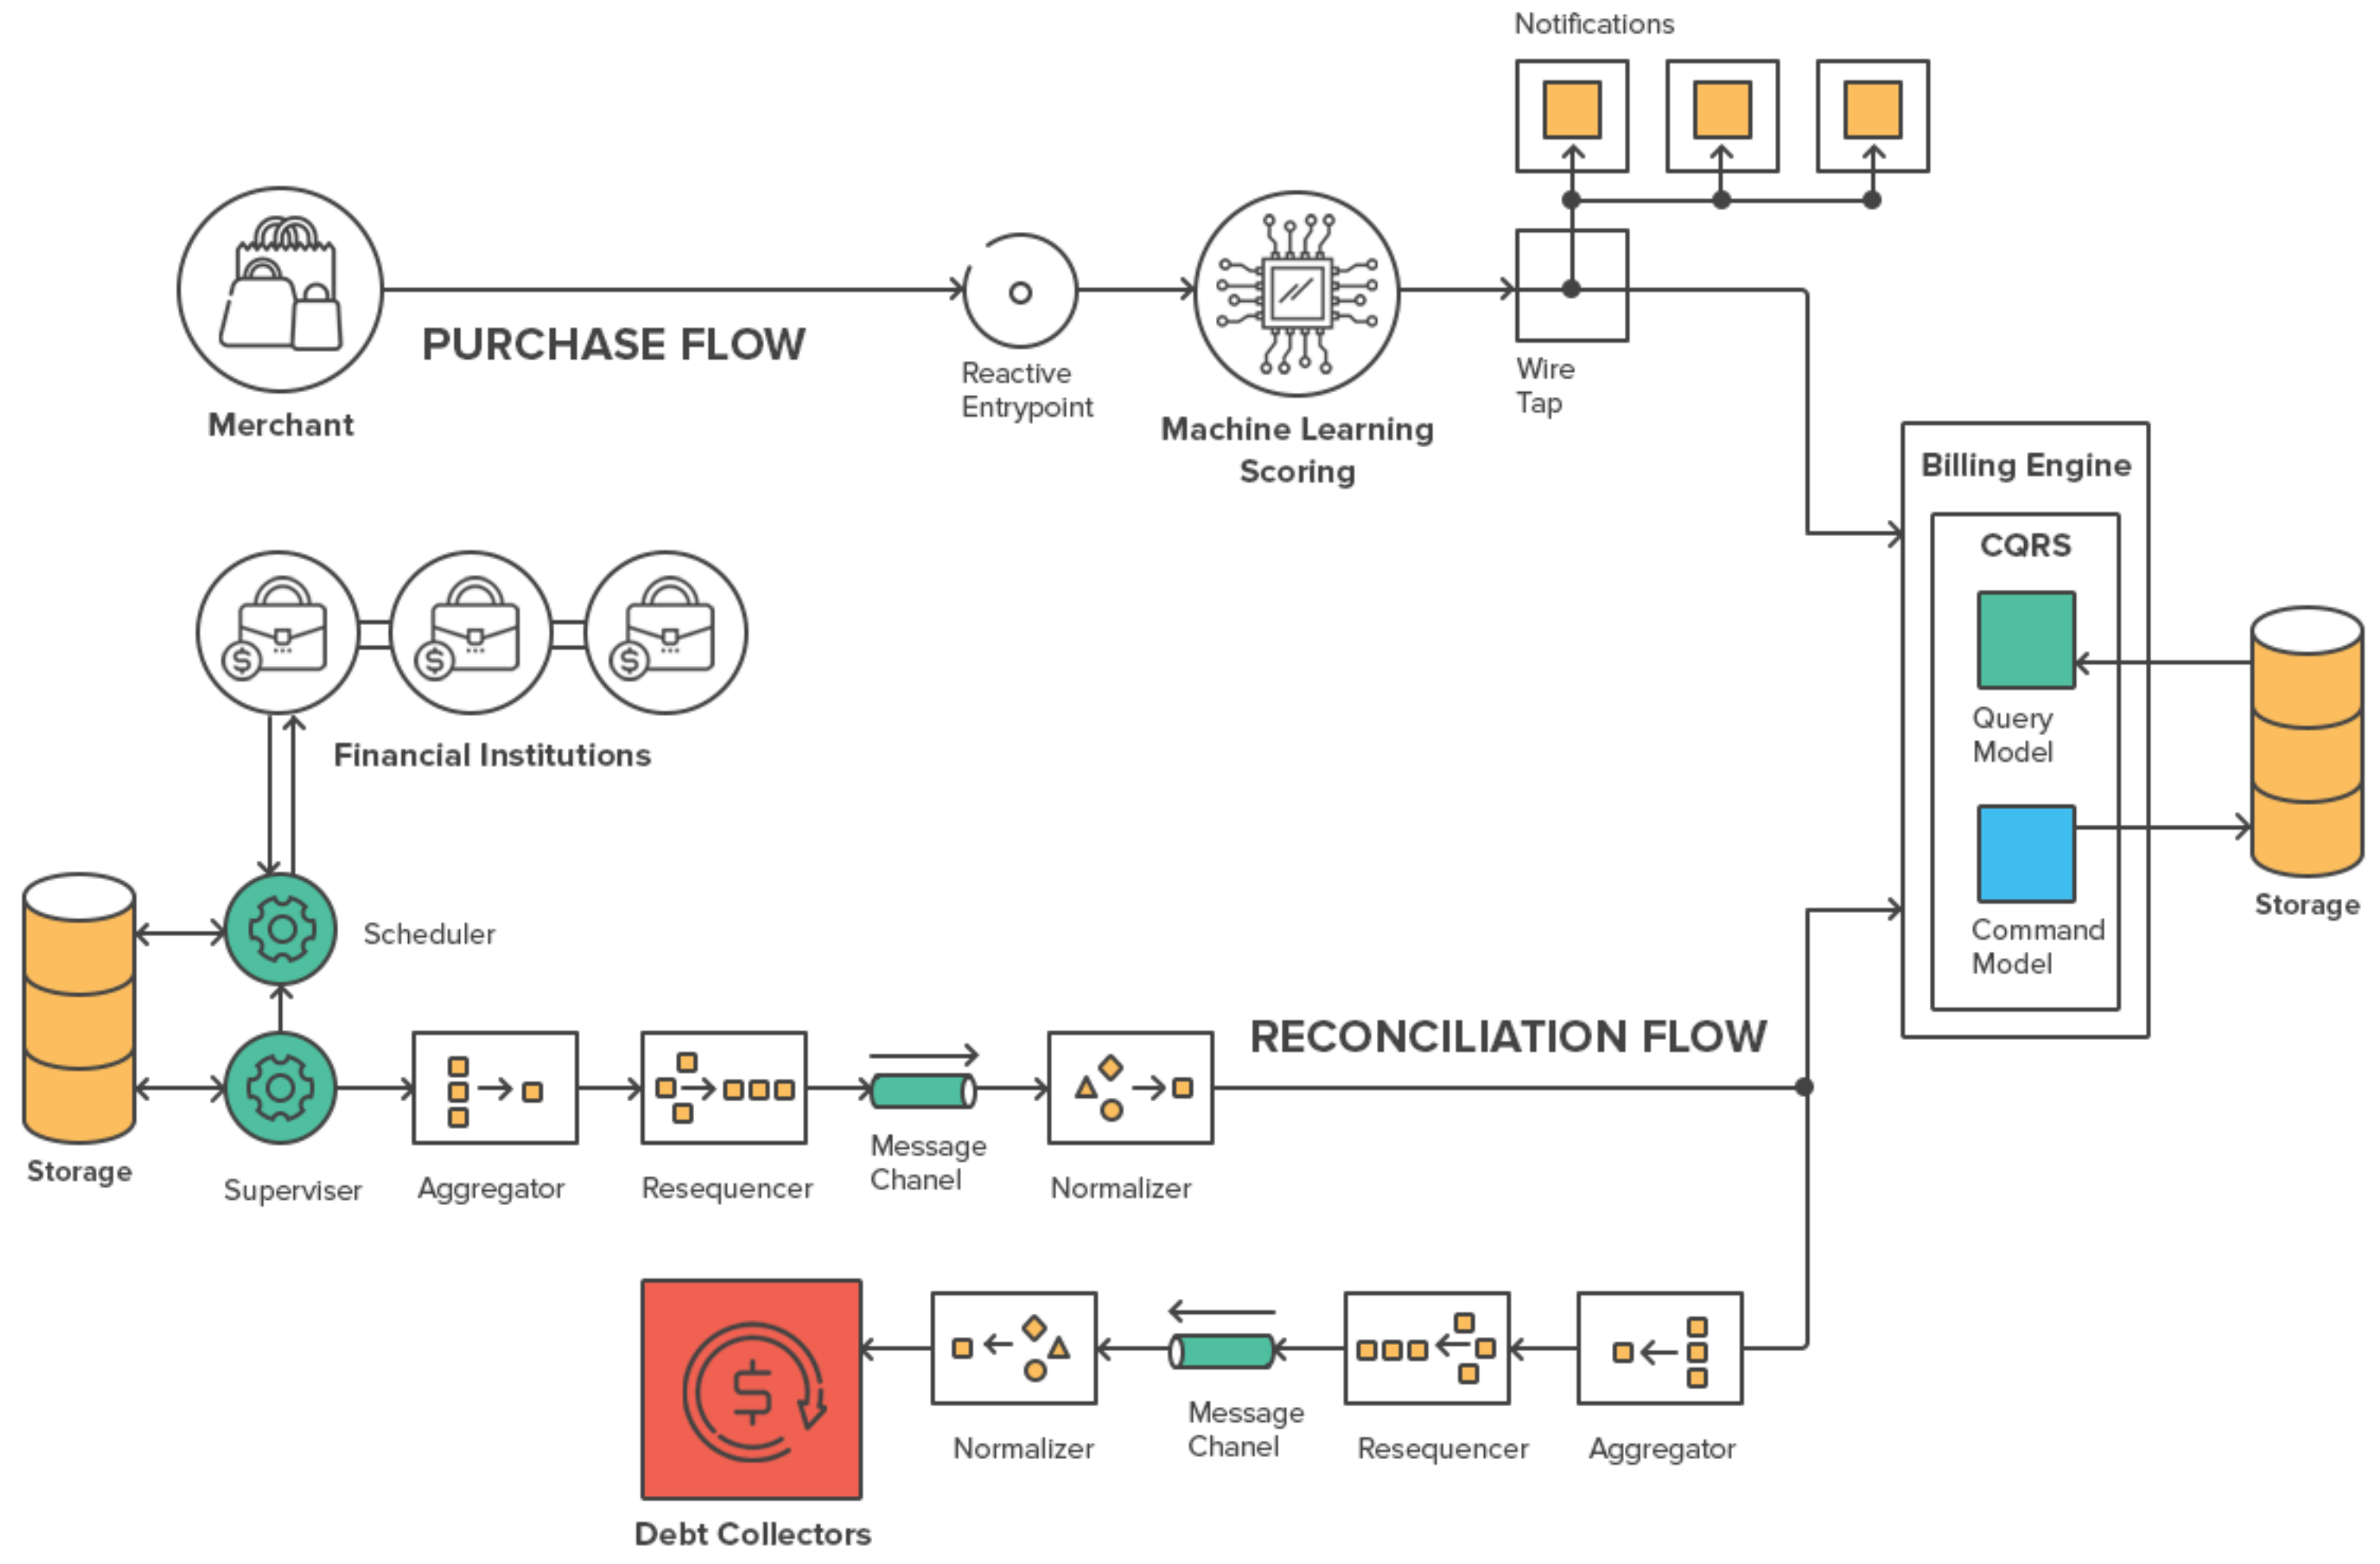 Notifications
PURCHASE FLOW
Merchant
Reactive
Entrypoint
Machine Learning
Scoring
Wire
Tap
Billing Engine
CQRS
Query
Model
Command
Model
Storage
Financial Institutions
Scheduler
RECONCILIATION FLOW
Storage
Superviser
Aggregator
Resequencer
Message
Chanel
Normalizer
Debt Collectors
Normalizer
Message
Chanel
Resequencer
Aggregator